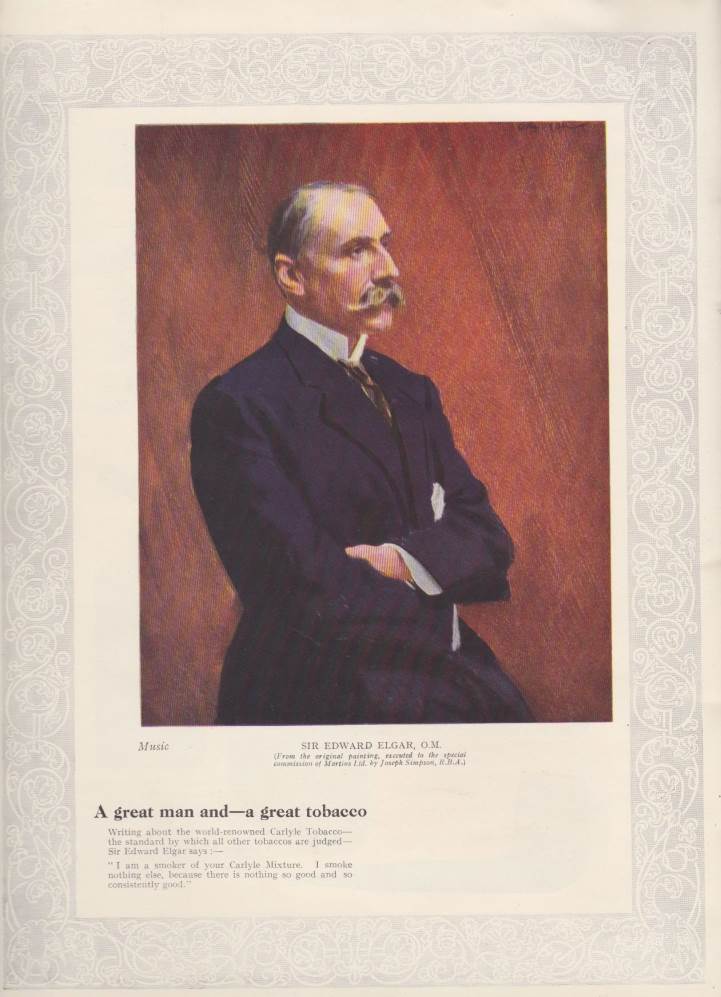 Music
SIR EDWARD ELGAR, O.M.
(From the original painting, executed to the special
commission of Martins Ltd. by Joseph Simpson, R.B.A.)
A great man and—a great tobacco
Writing about the world-renowned Carlyle Tobacco—
the standard by which all other tobaccos are judged—
Sir Edward Elgar says :—
"I am a smoker of your Carlyle Mixture. I smoke
nothing else, because there is nothing so good and so
consistently good."